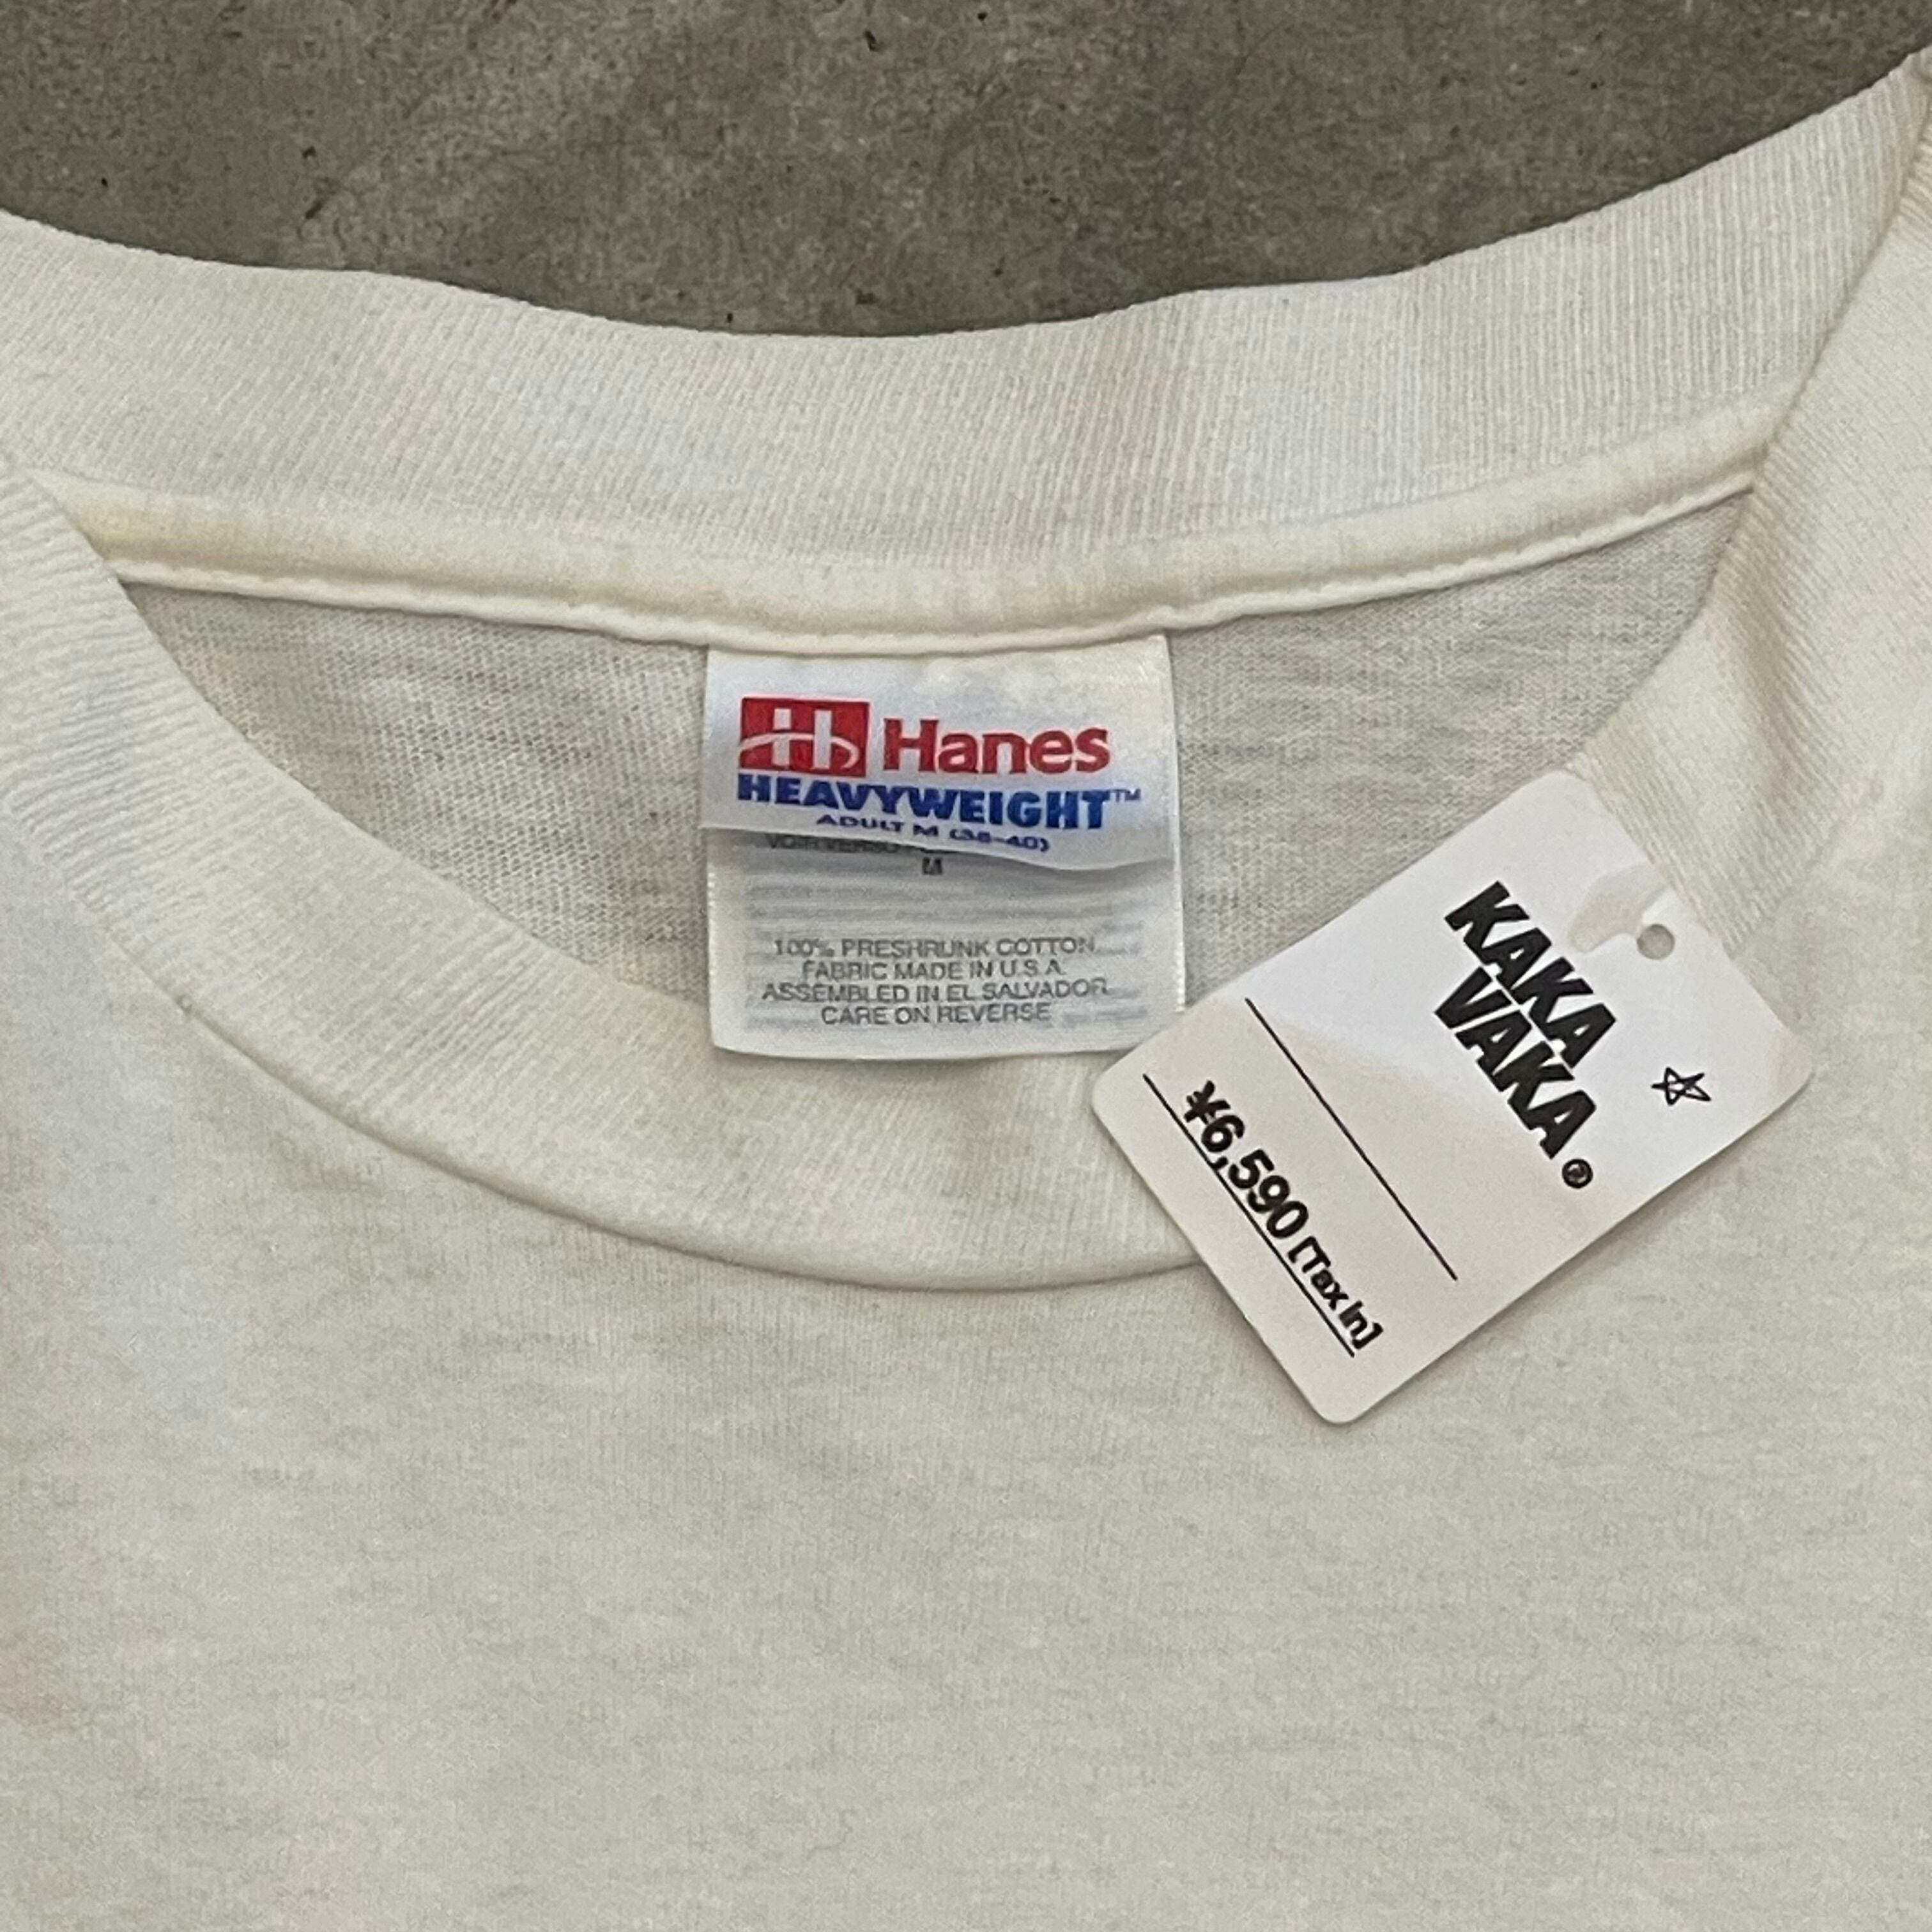 Hanes
HEAVYWEIGHT™
ADULT M (38-40)
M
100% PRESHRUNK COTTON
FABRIC MADE IN U.S.A.
ASSEMBLED IN EL SALVADOR
CARE ON REVERSE
KAKA
VAKA®
¥6,590 [Tax in]